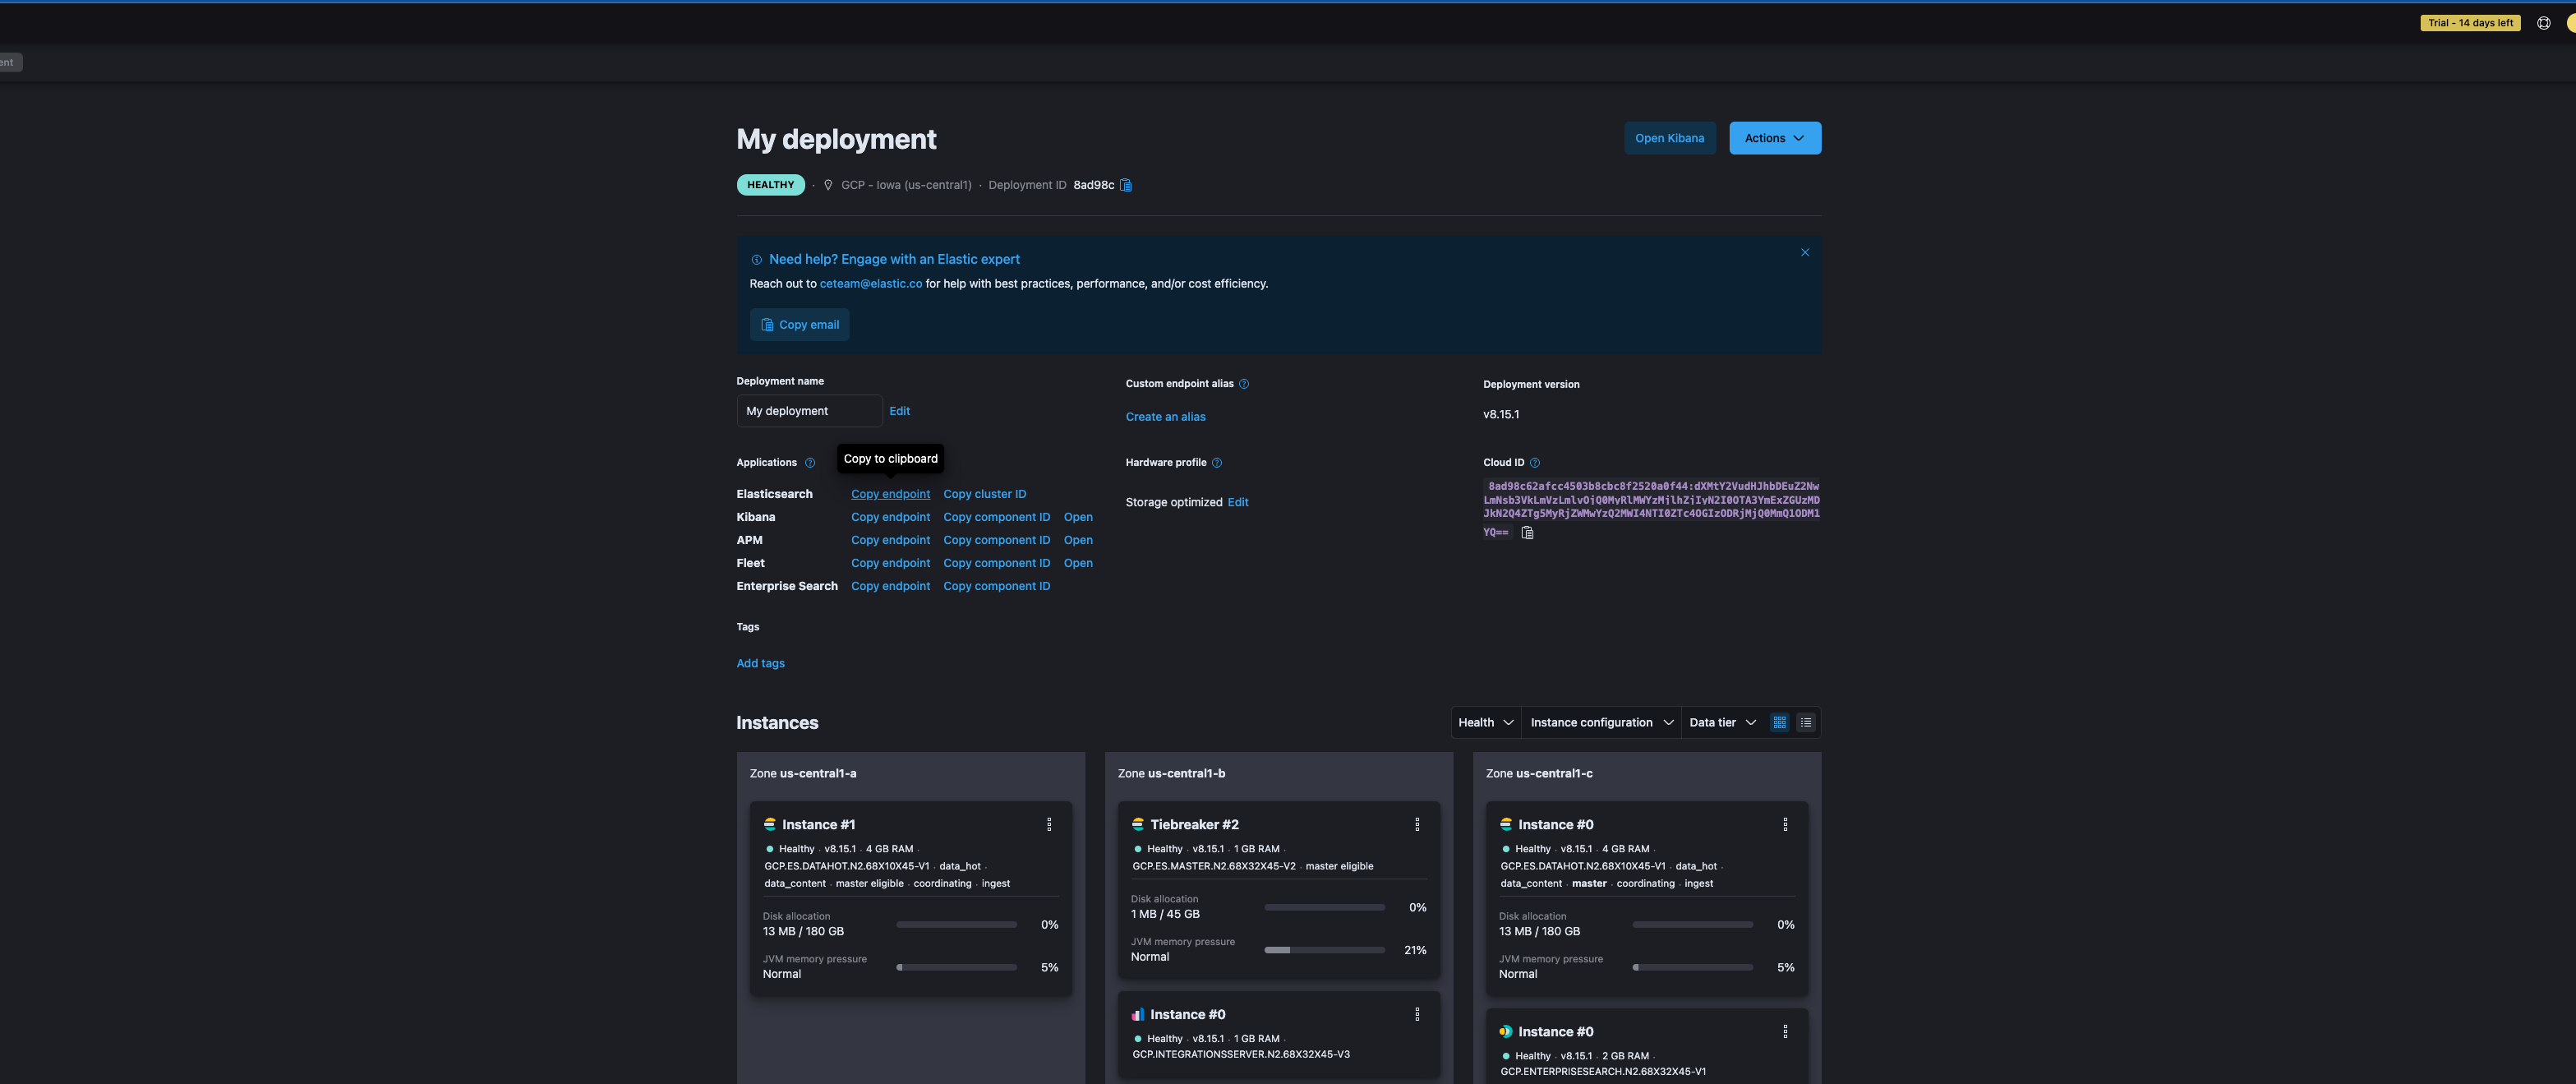 Trial - 14 days left
ent
My deployment
Open Kibana
Actions
HEALTHY · GCP - Iowa (us-central1) · Deployment ID 8ad98c
Need help? Engage with an Elastic expert
Reach out to ceteam@elastic.co for help with best practices, performance, and/or cost efficiency.
Copy email
Deployment name
My deployment Edit
Custom endpoint alias
Create an alias
Deployment version
v8.15.1
Copy to clipboard
Applications
Elasticsearch Copy endpoint Copy cluster ID
Kibana Copy endpoint Copy component ID Open
APM Copy endpoint Copy component ID Open
Fleet Copy endpoint Copy component ID Open
Enterprise Search Copy endpoint Copy component ID
Hardware profile
Storage optimized Edit
Cloud ID
8ad98c62afcc4503b8cbc8f2520a0f44:dXMtY2VudHJhbDEuZ2Nw
LmNsb3VkLmVzLmlvOjQ0MyRlMWYzMjlhZjIyN2I0OTA3YmExZGUzMD
JkN2Q4ZTg5MyRjZWMwYzQ2MWI4NTI0ZTc4OGIzODRjMjQ0MmQ1ODM1
YQ==
Tags
Add tags
Instances
Health
Instance configuration
Data tier
Zone us-central1-a
Instance #1
Healthy · v8.15.1 · 4 GB RAM ·
GCP.ES.DATAHOT.N2.68X10X45-V1 · data_hot ·
data_content · master eligible · coordinating · ingest
Disk allocation
13 MB / 180 GB
0%
JVM memory pressure
Normal
5%
Zone us-central1-b
Tiebreaker #2
Healthy · v8.15.1 · 1 GB RAM ·
GCP.ES.MASTER.N2.68X32X45-V2 · master eligible
Disk allocation
1 MB / 45 GB
0%
JVM memory pressure
Normal
21%
Instance #0
Healthy · v8.15.1 · 1 GB RAM ·
GCP.INTEGRATIONSSERVER.N2.68X32X45-V3
Zone us-central1-c
Instance #0
Healthy · v8.15.1 · 4 GB RAM ·
GCP.ES.DATAHOT.N2.68X10X45-V1 · data_hot ·
data_content · master · coordinating · ingest
Disk allocation
13 MB / 180 GB
0%
JVM memory pressure
Normal
5%
Instance #0
Healthy · v8.15.1 · 2 GB RAM ·
GCP.ENTERPRISESEARCH.N2.68X32X45-V1